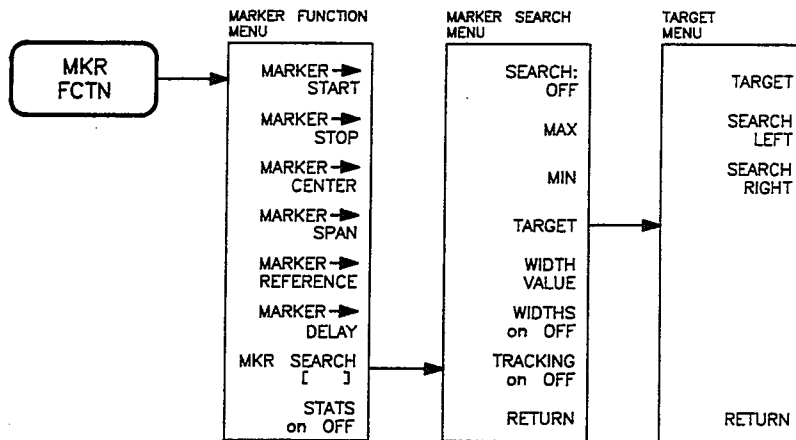 MKR
FCTN
MARKER FUNCTION
MENU
MARKER→
START
MARKER→
STOP
MARKER→
CENTER
MARKER→
SPAN
MARKER→
REFERENCE
MARKER→
DELAY
MKR SEARCH
[ ]
STATS
on OFF
MARKER SEARCH
MENU
SEARCH:
OFF
MAX
MIN
TARGET
WIDTH
VALUE
WIDTHS
on OFF
TRACKING
on OFF
RETURN
TARGET
MENU
TARGET
SEARCH
LEFT
SEARCH
RIGHT
RETURN